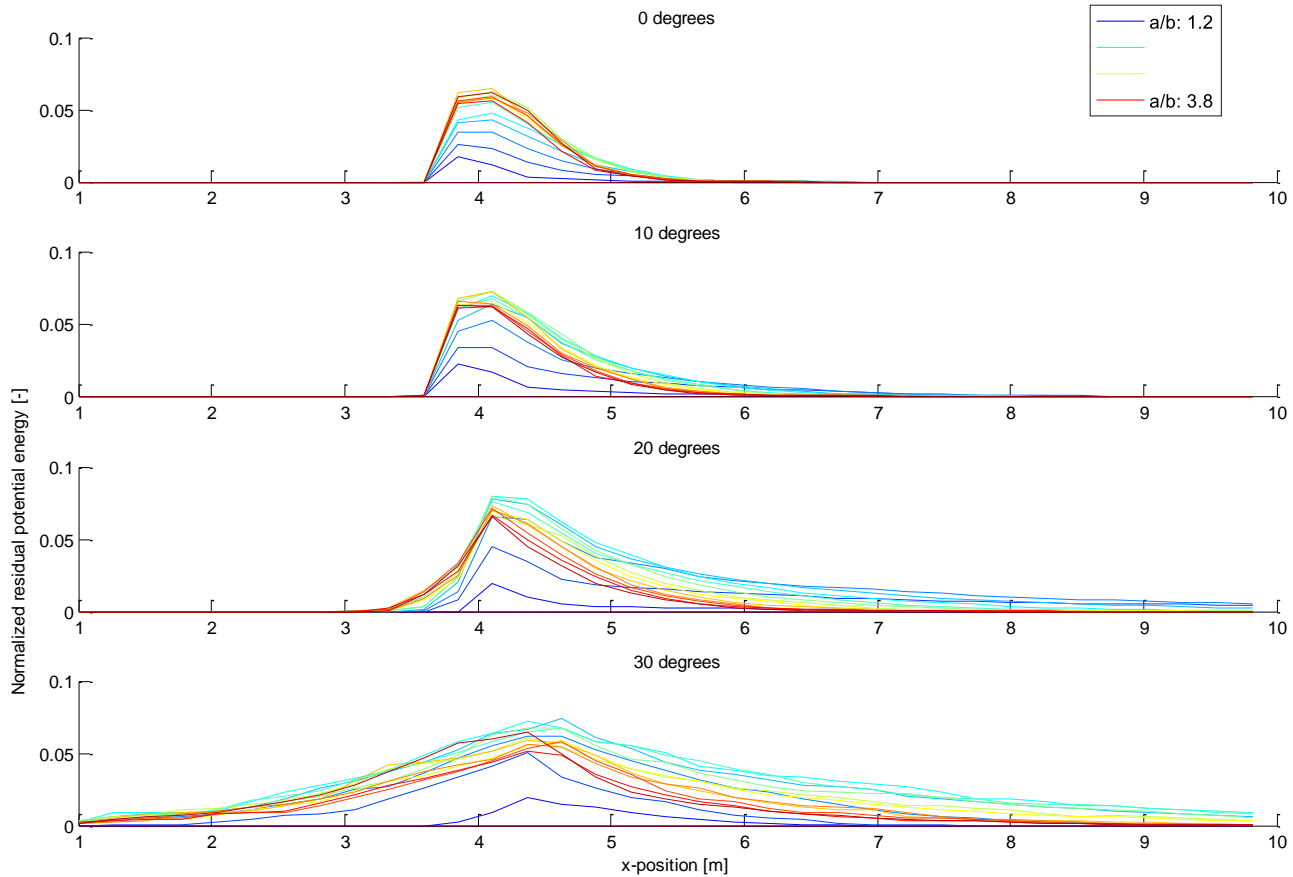 0 degrees
a/b: 1.2
a/b: 3.8
0.1
0.05
0
1 2 3 4 5 6 7 8 9 10
10 degrees
0.1
0.05
0
1 2 3 4 5 6 7 8 9 10
20 degrees
0.1
0.05
0
1 2 3 4 5 6 7 8 9 10
30 degrees
0.1
0.05
0
1 2 3 4 5 6 7 8 9 10
Normalized residual potential energy [-]
x-position [m]